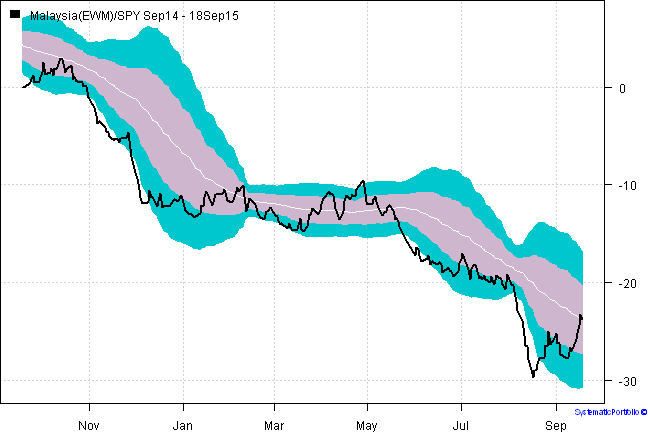 Malaysia(EWM)/SPY Sep14 - 18Sep15
0
-10
-20
-30
Nov Jan Mar May Jul Sep
SystematicPortfolio ©